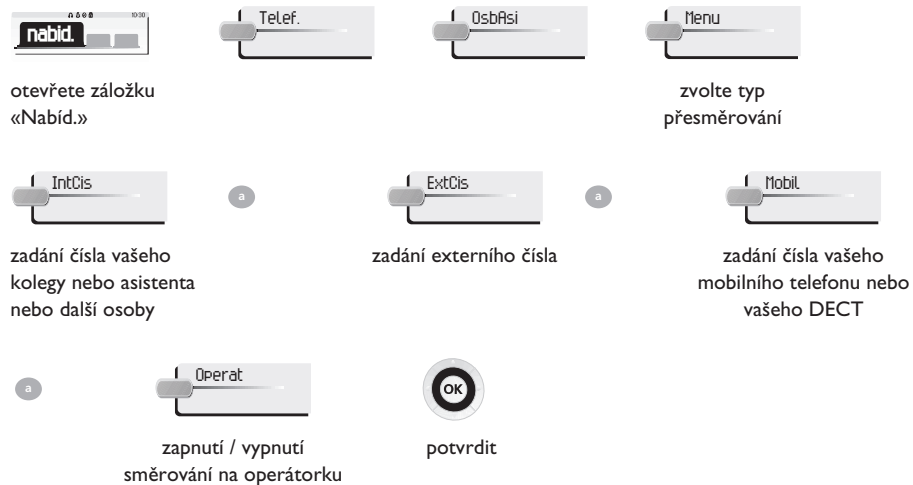 10:30
nabid.
Telef.
OsbAsi
Menu
otevřete záložku
«Nabíd.»
zvolte typ
přesměrování
IntCis
a
ExtCis
a
Mobil
zadání čísla vašeho
kolegy nebo asistenta
nebo další osoby
zadání externího čísla
zadání čísla vašeho
mobilního telefonu nebo
vašeho DECT
a
Operat
OK
zapnutí / vypnutí
směrování na operátorku
potvrdit